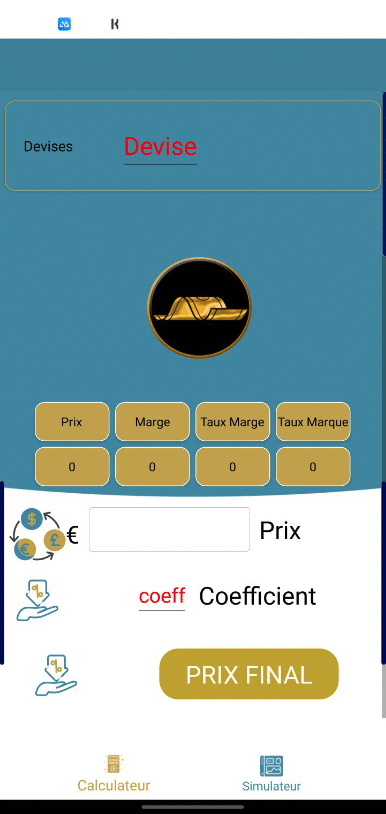 Devises Devise
Prix Marge Taux Marge Taux Marque
0 0 0 0
€ Prix
coeff Coefficient
PRIX FINAL
Calculateur Simulateur